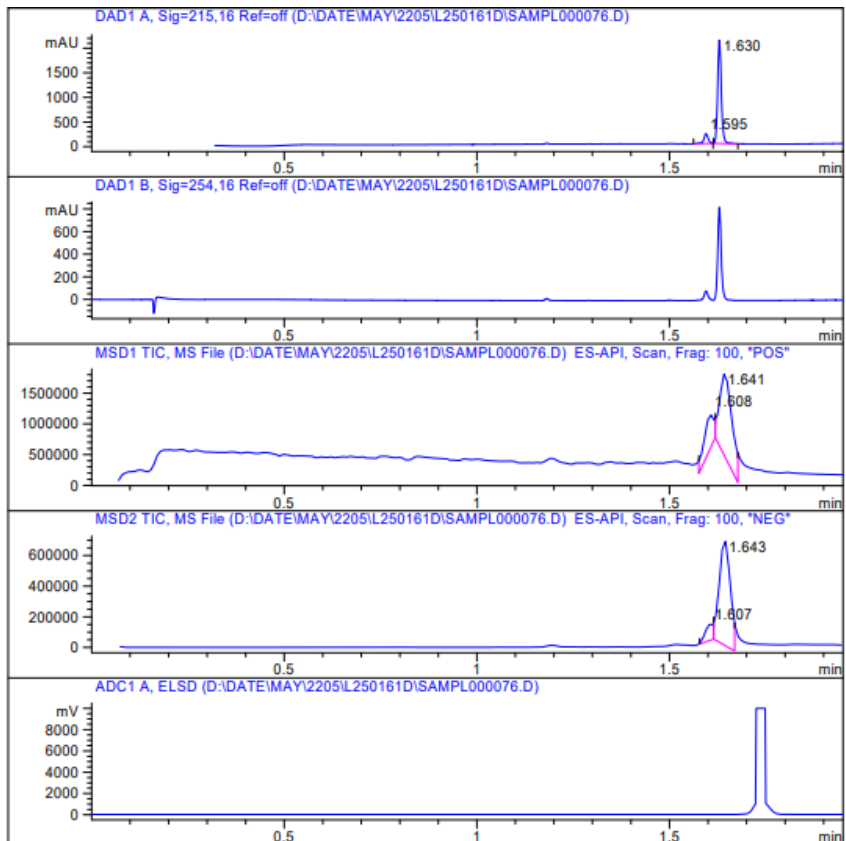 DAD1 A, Sig=215,16 Ref=off (D:\DATE\MAY\2205\L250161D\SAMPL000076.D)
mAU
1.630
1500
1000
500
1.595
0
0.5 1 1.5 min
DAD1 B, Sig=254,16 Ref=off (D:\DATE\MAY\2205\L250161D\SAMPL000076.D)
mAU
600
400
200
0
0.5 1 1.5 min
MSD1 TIC, MS File (D:\DATE\MAY\2205\L250161D\SAMPL000076.D) ES-API, Scan, Frag: 100, "POS"
1.641
1500000
1.608
1000000
500000
0
0.5 1 1.5 min
MSD2 TIC, MS File (D:\DATE\MAY\2205\L250161D\SAMPL000076.D) ES-API, Scan, Frag: 100, "NEG"
1.643
600000
400000
1.607
200000
0
0.5 1 1.5 min
ADC1 A, ELSD (D:\DATE\MAY\2205\L250161D\SAMPL000076.D)
mV
8000
6000
4000
2000
0
0.5 1 1.5 min